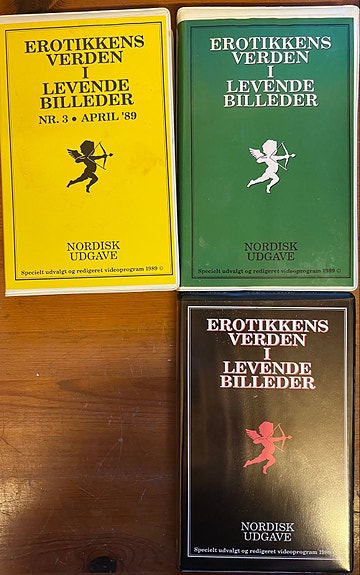 EROTIKKENS
VERDEN
I
LEVENDE
BILLEDER
NR. 3 • APRIL '89
NORDISK
UDGAVE
Specielt udvalgt og redigeret videoprogram 1989 ©
EROTIKKENS
VERDEN
I
LEVENDE
BILLEDER
NORDISK
UDGAVE
Specielt udvalgt og redigeret videoprogram 1989 ©
EROTIKKENS
VERDEN
I
LEVENDE
BILLEDER
NORDISK
UDGAVE
Specielt udvalgt og redigeret videoprogram 1989 ©